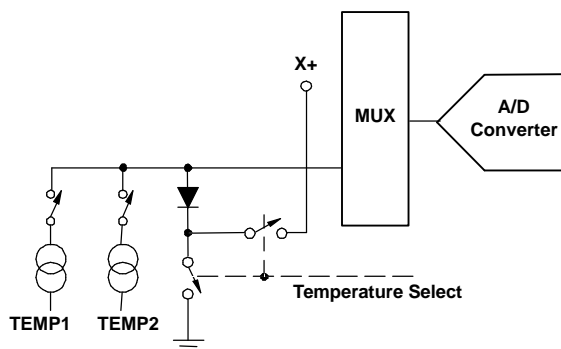 X+
MUX
A/D
Converter
Temperature Select
TEMP1
TEMP2